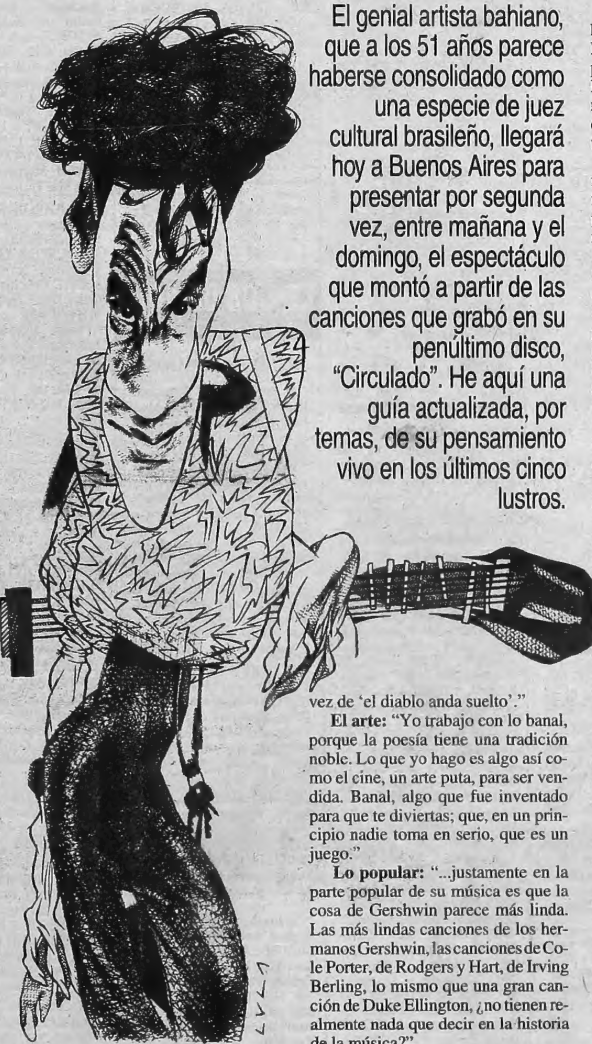 El genial artista bahiano,
que a los 51 años parece
haberse consolidado como
una especie de juez
cultural brasileño, llegará
hoy a Buenos Aires para
presentar por segunda
vez, entre mañana y el
domingo, el espectáculo
que montó a partir de las
canciones que grabó en su
penúltimo disco,
"Circulado". He aquí una
guía actualizada, por
temas, de su pensamiento
vivo en los últimos cinco
lustros.
vez de ‘el diablo anda suelto’.”
El arte: “Yo trabajo con lo banal,
porque la poesía tiene una tradición
noble. Lo que yo hago es algo así co-
mo el cine, un arte puta, para ser ven-
dida. Banal, algo que fue inventado
para que te diviertas; que, en un prin-
cipio nadie toma en serio, que es un
juego.”
Lo popular: “...justamente en la
parte popular de su música es que la
cosa de Gershwin parece más linda.
Las más lindas canciones de los her-
manos Gershwin, las canciones de Co-
le Porter, de Rodgers y Hart, de Irving
Berling, lo mismo que una gran can-
ción de Duke Ellington, ¿no tienen re-
almente nada que decir en la historia
de la música?”